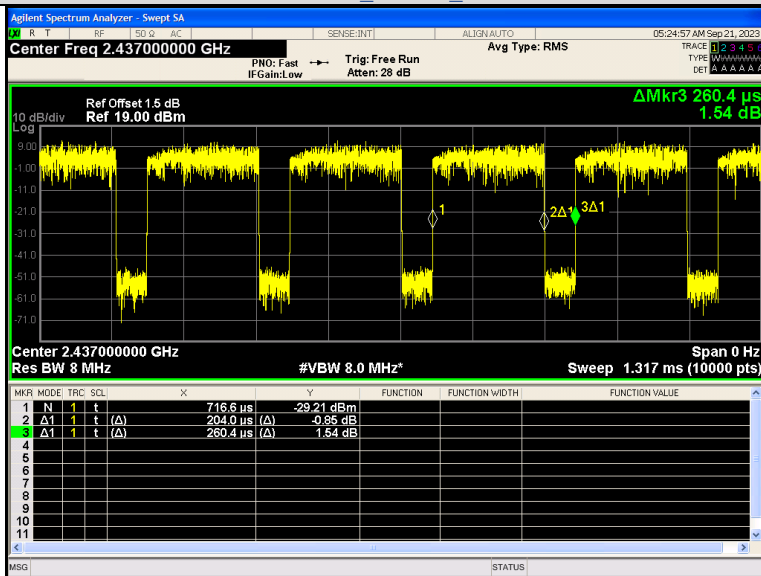 Agilent Spectrum Analyzer - Swept SA
LXI R T RF 50 Ω AC SENSE:INT ALIGN AUTO 05:24:57 AM Sep 21, 2023
Center Freq 2.437000000 GHz
Avg Type: RMS
TRACE 1 2 3 4 5 6
PNO: Fast Trig: Free Run
TYPE W
IFGain:Low Atten: 28 dB
DET A A A A A A
ΔMkr3 260.4 µs
1.54 dB
Ref Offset 1.5 dB
10 dB/div Ref 19.00 dBm
Log
9.00
-1.00
-11.0
-21.0
-31.0
-41.0
-51.0
-61.0
-71.0
1
2Δ1
3Δ1
Center 2.437000000 GHz Span 0 Hz
Res BW 8 MHz #VBW 8.0 MHz* Sweep 1.317 ms (10000 pts)
MKR MODE TRC SCL X Y FUNCTION FUNCTION WIDTH FUNCTION VALUE
1 N 1 t 716.6 µs -29.21 dBm
2 Δ1 1 t (Δ) 204.0 µs (Δ) -0.85 dB
3 Δ1 1 t (Δ) 260.4 µs (Δ) 1.54 dB
4
5
6
7
8
9
10
11
MSG STATUS